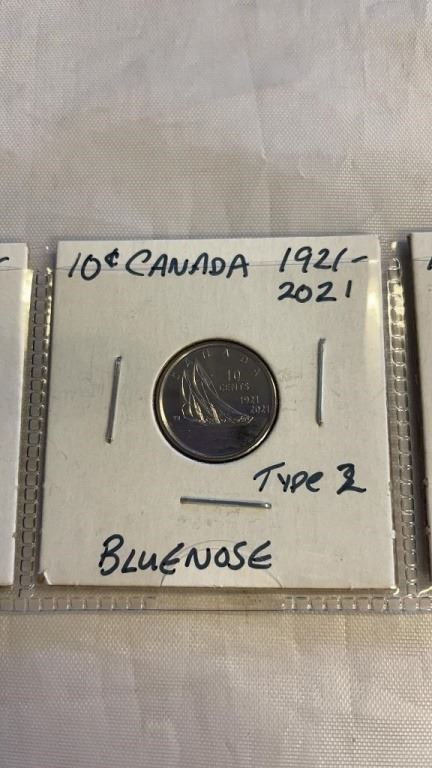 10¢ CANADA 1921-
2021
CANADA
10
CENTS
1921
2021
TYPE 2
BLUENOSE